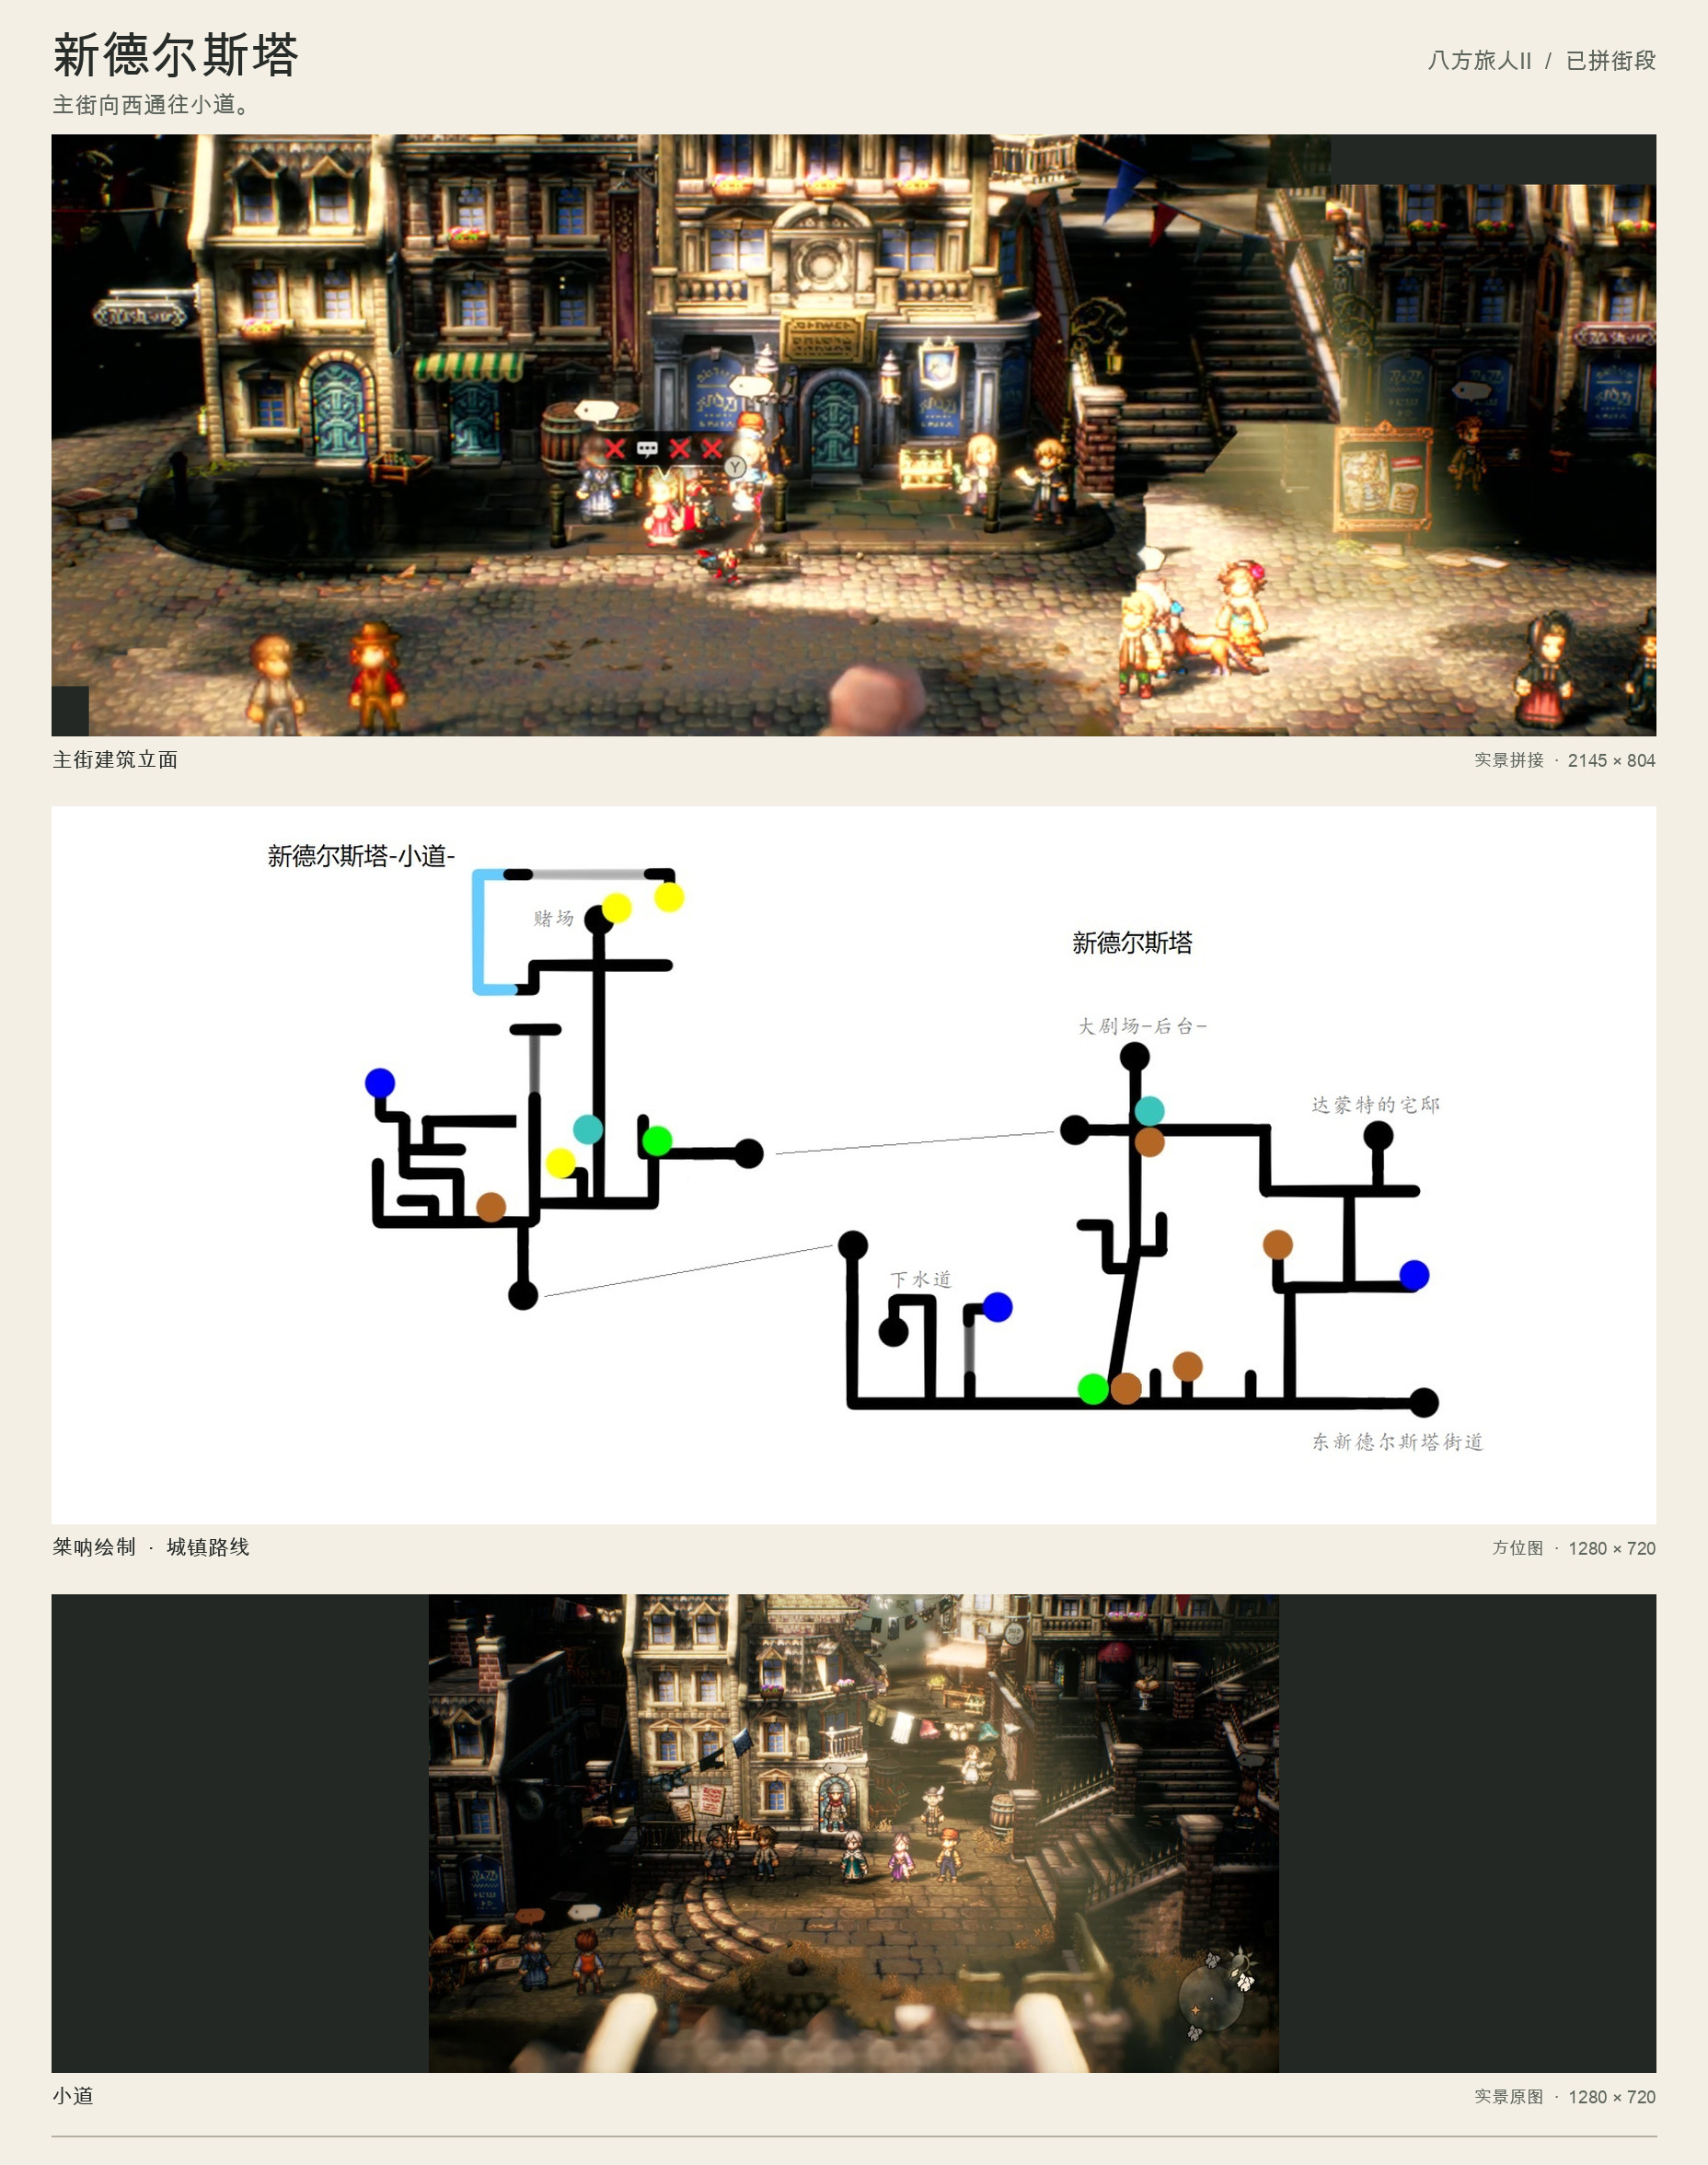 新德尔斯塔
八方旅人II / 已拼街段
主街向西通往小道。
Y
主街建筑立面
实景拼接 · 2145 × 804
新德尔斯塔-小道-
赌场
新德尔斯塔
大剧场-后台-
达蒙特的宅邸
下水道
东新德尔斯塔街道
桀呐绘制 · 城镇路线
方位图 · 1280 × 720
小道
实景原图 · 1280 × 720